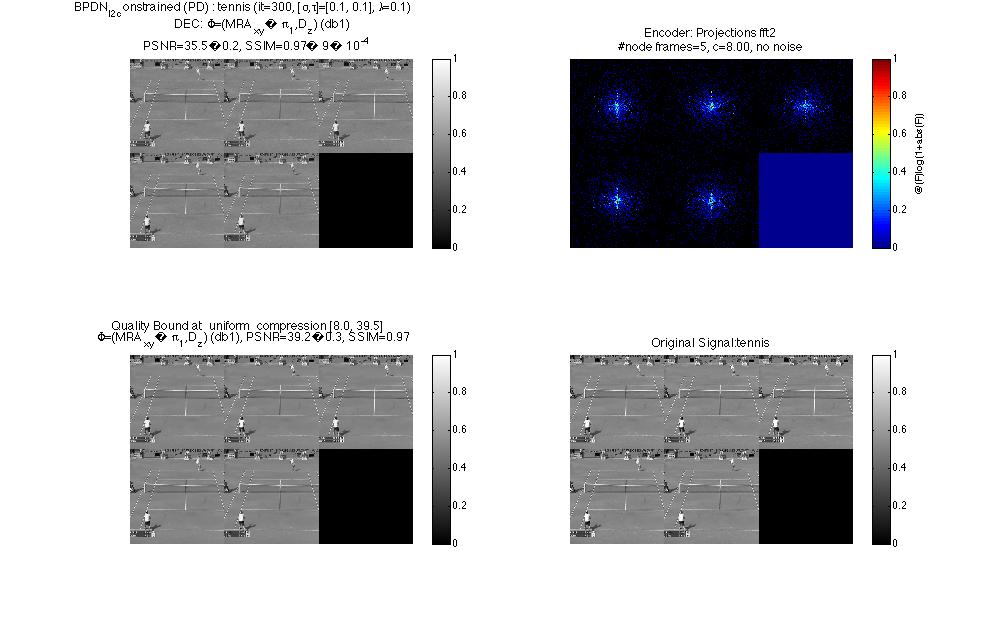 BPDN_l2c onstrained (PD) : tennis (it=300, [σ,τ]=[0.1, 0.1], λ=0.1)
DEC: Φ=(MRA_xy� π_1,D_z) (db1)
PSNR=35.5�0.2, SSIM=0.97� 9� 10^-4
1
0.8
0.6
0.4
0.2
0
Encoder: Projections fft2
#node frames=5, c=8.00, no noise
1
0.8
0.6
0.4
0.2
0
@(F)log(1+abs(F))
Quality Bound at uniform compression [8.0, 39.5]
Φ=(MRA_xy� π_1,D_z) (db1), PSNR=39.2�0.3, SSIM=0.97
1
0.8
0.6
0.4
0.2
0
Original Signal:tennis
1
0.8
0.6
0.4
0.2
0